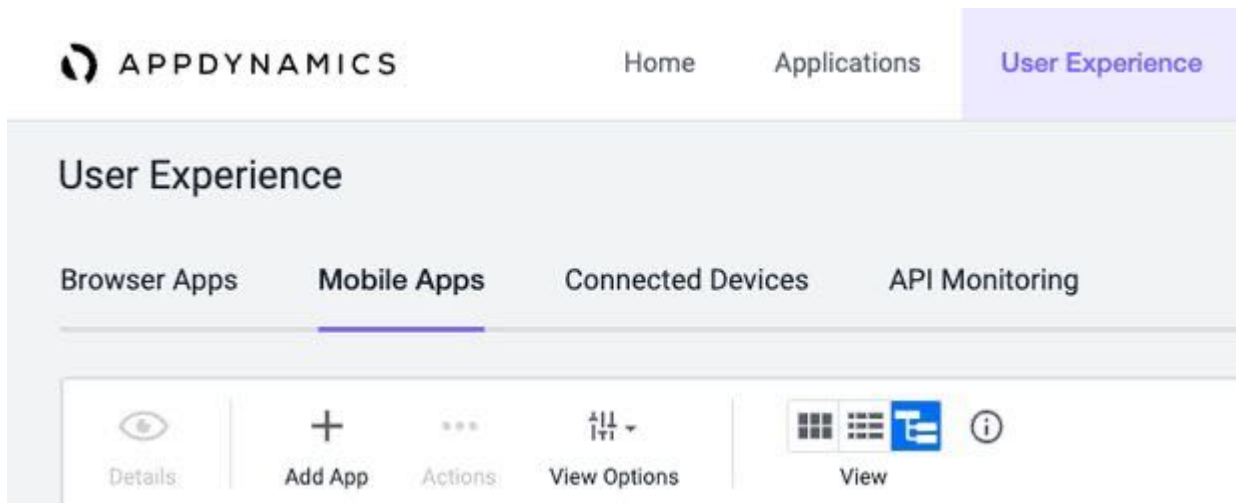 APPDYNAMICS Home Applications User Experience
User Experience
Browser Apps Mobile Apps Connected Devices API Monitoring
Details Add App Actions View Options View